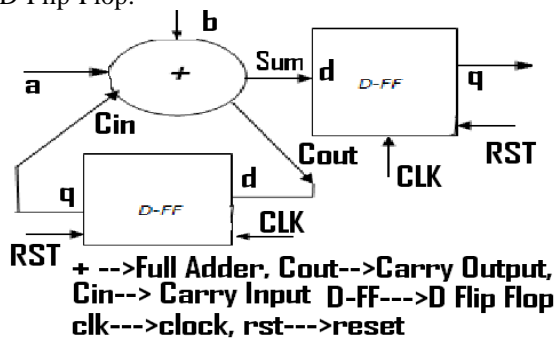 D Flip Flop.
b
a
+
Sum
d
D-FF
q
Cin
Cout
CLK
RST
q
d
D-FF
CLK
RST
+ -->Full Adder, Cout-->Carry Output,
Cin--> Carry Input D-FF--->D Flip Flop
clk--->clock, rst--->reset